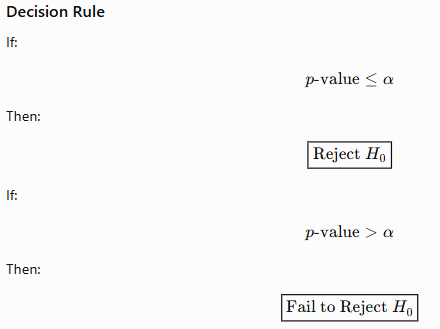 Decision Rule
If:
p-value ≤ α
Then:
Reject H₀
If:
p-value > α
Then:
Fail to Reject H₀